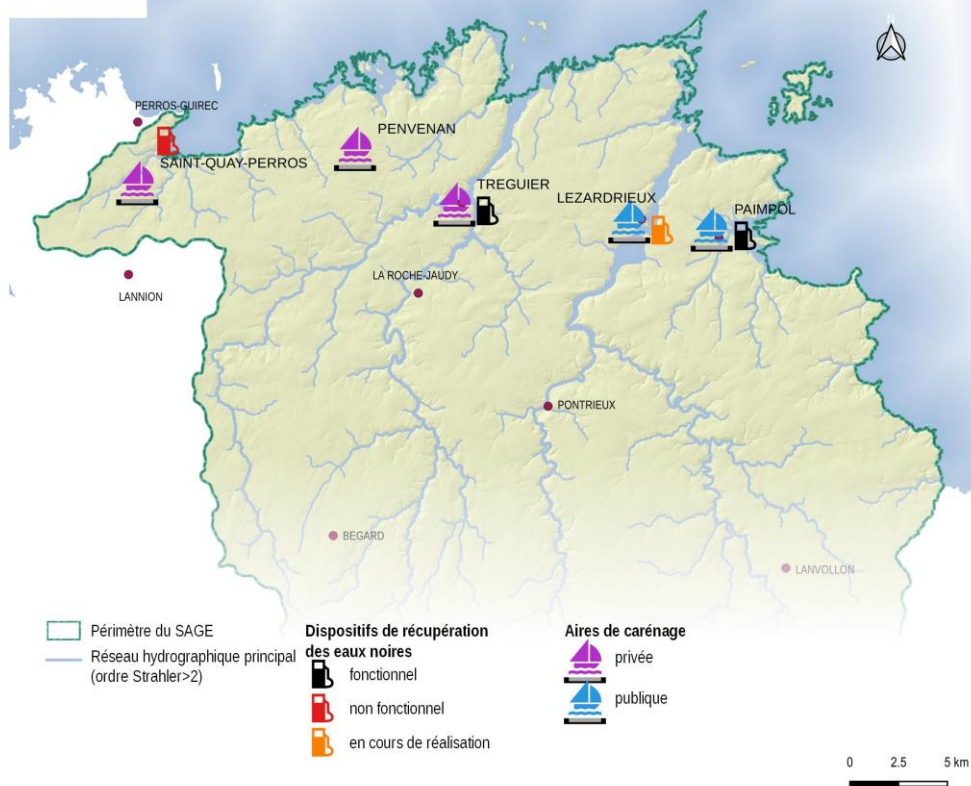 N
PERROS-GUIREC
SAINT-QUAY-PERROS
PENVENAN
TREGUIER
LEZARDRIEUX
PAIMPOL
LA ROCHE-JAUDY
LANNION
PONTRIEUX
BEGARD
LANVOLLON
Périmètre du SAGE
Réseau hydrographique principal
(ordre Strahler>2)
Dispositifs de récupération
des eaux noires
fonctionnel
non fonctionnel
en cours de réalisation
Aires de carénage
privée
publique
0 2.5 5 km